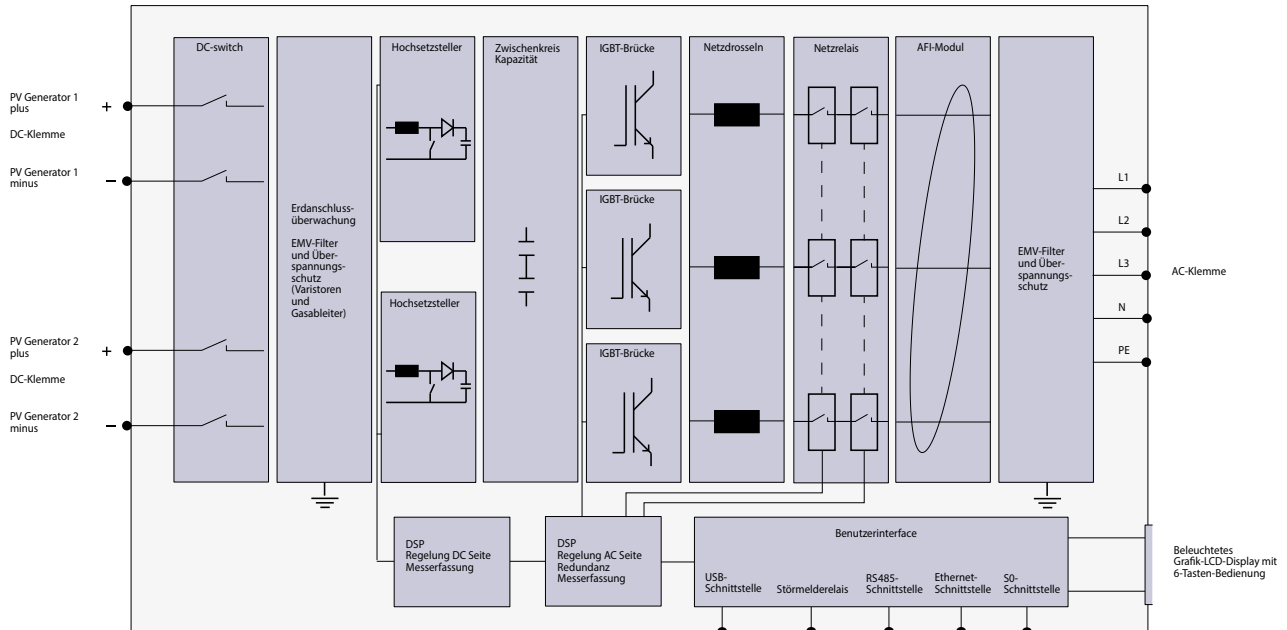 DC-switch
Hochsetzsteller
Zwischenkreis
Kapazität
IGBT-Brücke
Netzdrosseln
Netzrelais
AFI-Modul
PV Generator 1
plus
+
DC-Klemme
PV Generator 1
minus
–
Erdanschluss-
überwachung
EMV-Filter
und Über-
spannungs-
schutz
(Varistoren
und
Gasableiter)
IGBT-Brücke
Hochsetzsteller
IGBT-Brücke
EMV-Filter
und Über-
spannungs-
schutz
L1
L2
L3
N
PE
AC-Klemme
PV Generator 2
plus
+
DC-Klemme
PV Generator 2
minus
–
DSP
Regelung DC Seite
Messerfassung
DSP
Regelung AC Seite
Redundanz
Messerfassung
Benutzerinterface
USB-
Schnittstelle
Störmelderelais
RS485-
Schnittstelle
Ethernet-
Schnittstelle
S0-
Schnittstelle
Beleuchtetes
Grafik-LCD-Display mit
6-Tasten-Bedienung